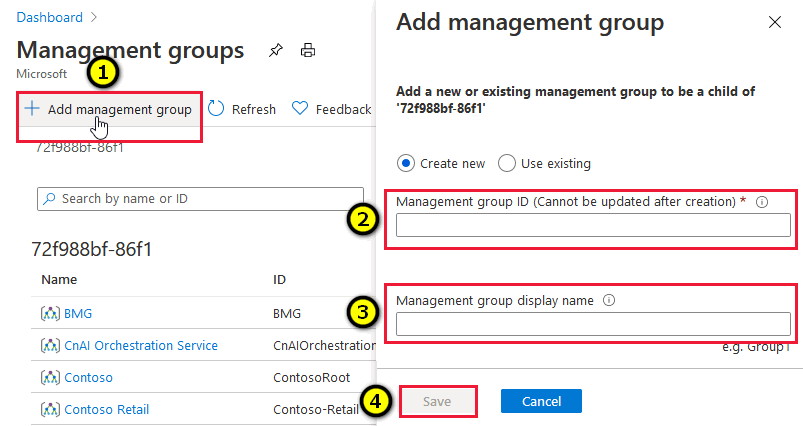 Dashboard >
Management groups
Microsoft
1
+ Add management group Refresh Feedback
72f988bf-86f1
Search by name or ID
72f988bf-86f1
Name ID
BMG BMG
CnAI Orchestration Service CnAIOrchestration
Contoso ContosoRoot
Contoso Retail Contoso-Retail
Add management group
Add a new or existing management group to be a child of
'72f988bf-86f1'
Create new Use existing
2
Management group ID (Cannot be updated after creation) *
3
Management group display name
e.g. Group1
4
Save Cancel